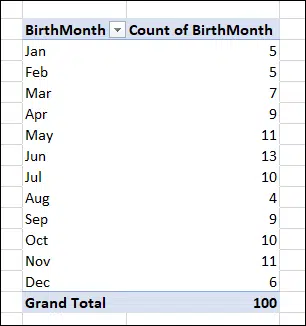 BirthMonth Count of BirthMonth
Jan 5
Feb 5
Mar 7
Apr 9
May 11
Jun 13
Jul 10
Aug 4
Sep 9
Oct 10
Nov 11
Dec 6
Grand Total 100